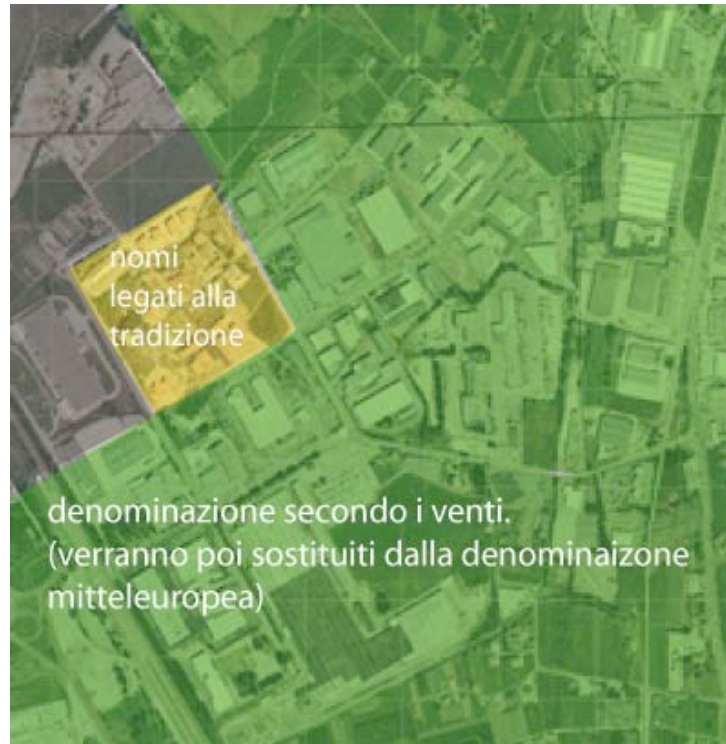 nomi
legati alla
tradizione
denominazione secondo i venti.
(verranno poi sostituiti dalla denominaizone
mitteleuropea)